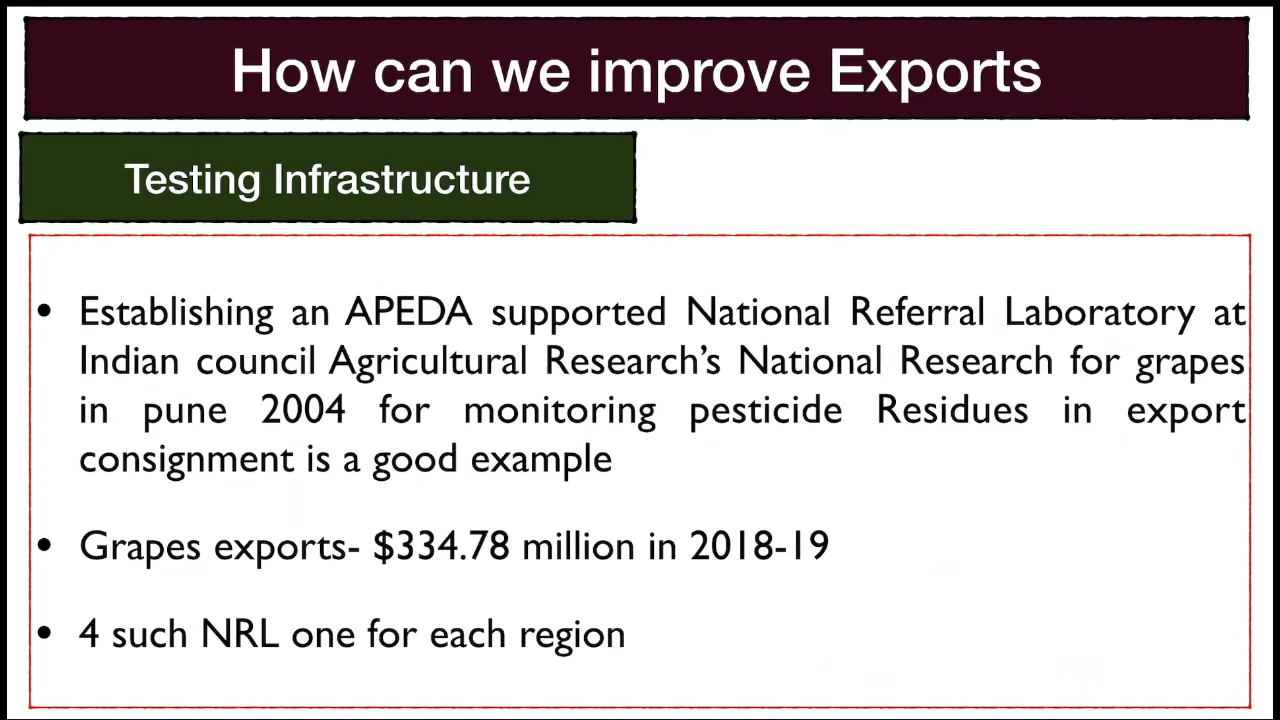 How can we improve Exports
Testing Infrastructure
• Establishing an APEDA supported National Referral Laboratory at
Indian council Agricultural Research’s National Research for grapes
in pune 2004 for monitoring pesticide Residues in export
consignment is a good example
• Grapes exports- $334.78 million in 2018-19
• 4 such NRL one for each region